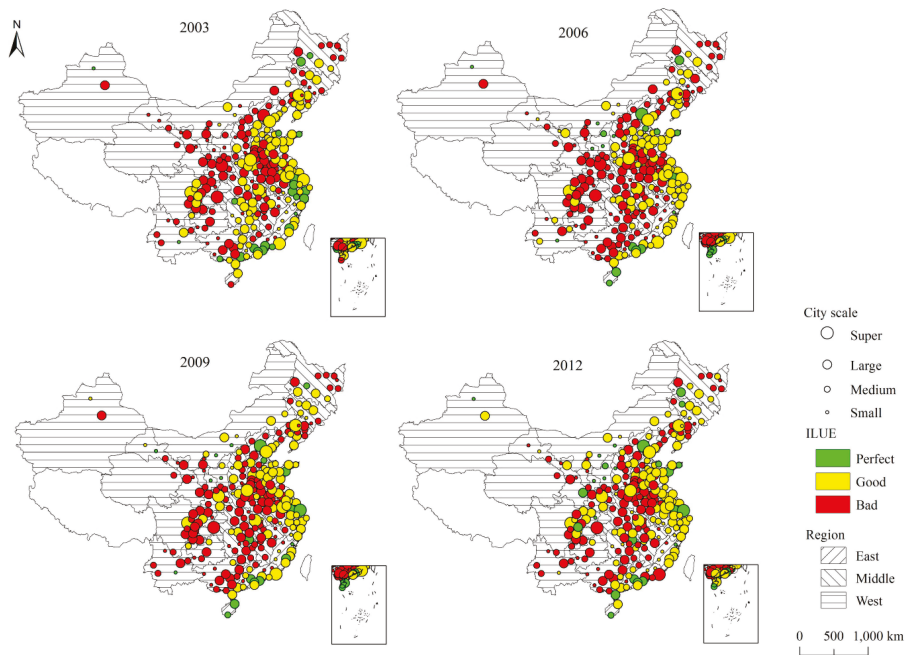 N
2003
2006
2009
2012
City scale
Super
Large
Medium
Small
ILUE
Perfect
Good
Bad
Region
East
Middle
West
0 500 1,000 km